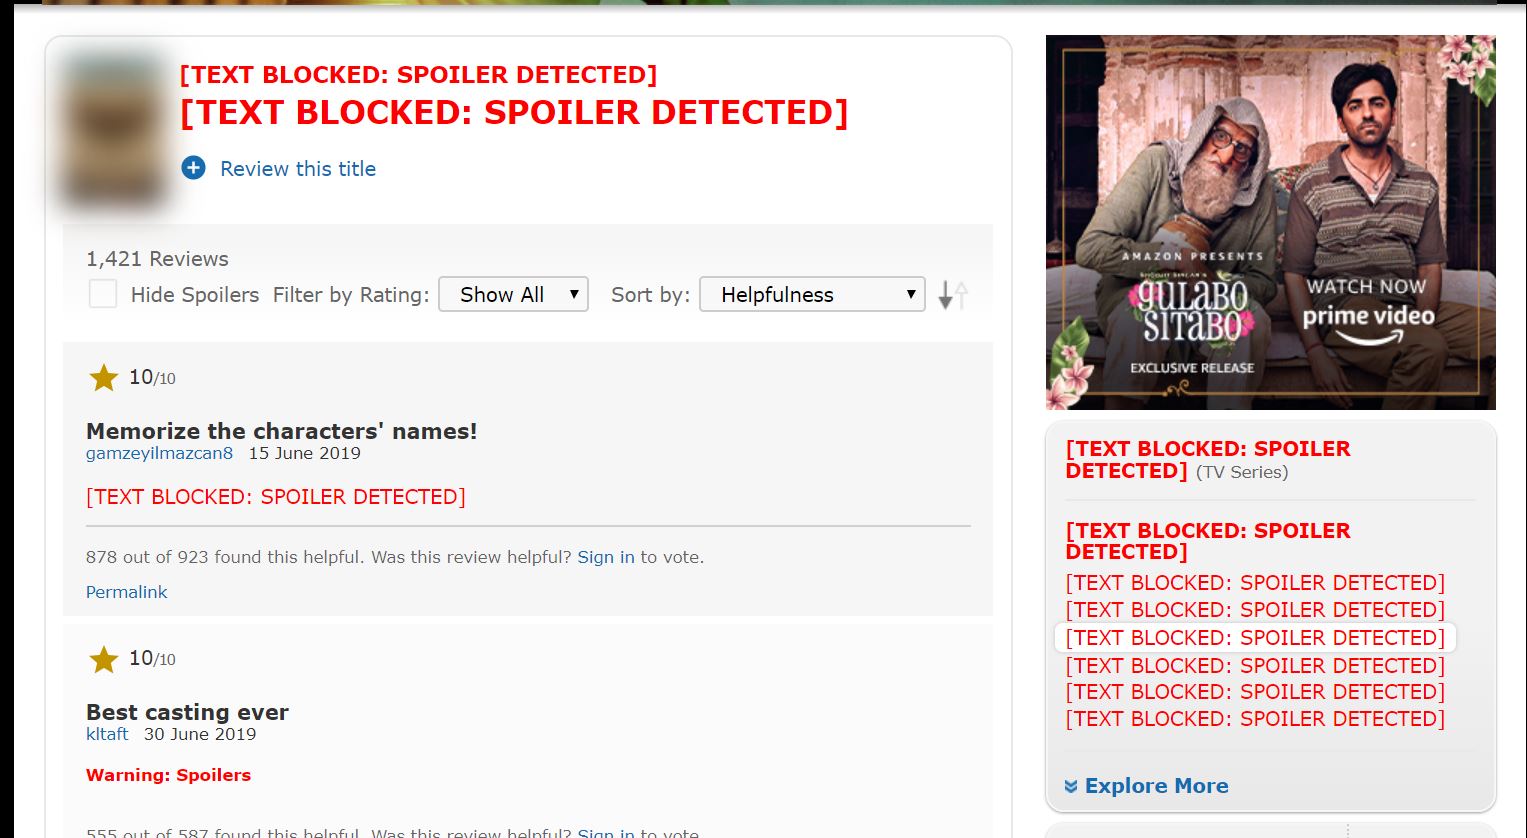 [TEXT BLOCKED: SPOILER DETECTED]
[TEXT BLOCKED: SPOILER DETECTED]
Review this title
1,421 Reviews
Hide Spoilers Filter by Rating: Show All Sort by: Helpfulness
10/10
Memorize the characters' names!
gamzeyilmazcan8 15 June 2019
[TEXT BLOCKED: SPOILER DETECTED]
878 out of 923 found this helpful. Was this review helpful? Sign in to vote.
Permalink
10/10
Best casting ever
kltaft 30 June 2019
Warning: Spoilers
555 out of 587 found this helpful. Was this review helpful? Sign in to vote.
AMAZON PRESENTS
GULABO
SITABO
EXCLUSIVE RELEASE
WATCH NOW
prime video
[TEXT BLOCKED: SPOILER
DETECTED] (TV Series)
[TEXT BLOCKED: SPOILER
DETECTED]
[TEXT BLOCKED: SPOILER DETECTED]
[TEXT BLOCKED: SPOILER DETECTED]
[TEXT BLOCKED: SPOILER DETECTED]
[TEXT BLOCKED: SPOILER DETECTED]
[TEXT BLOCKED: SPOILER DETECTED]
[TEXT BLOCKED: SPOILER DETECTED]
Explore More